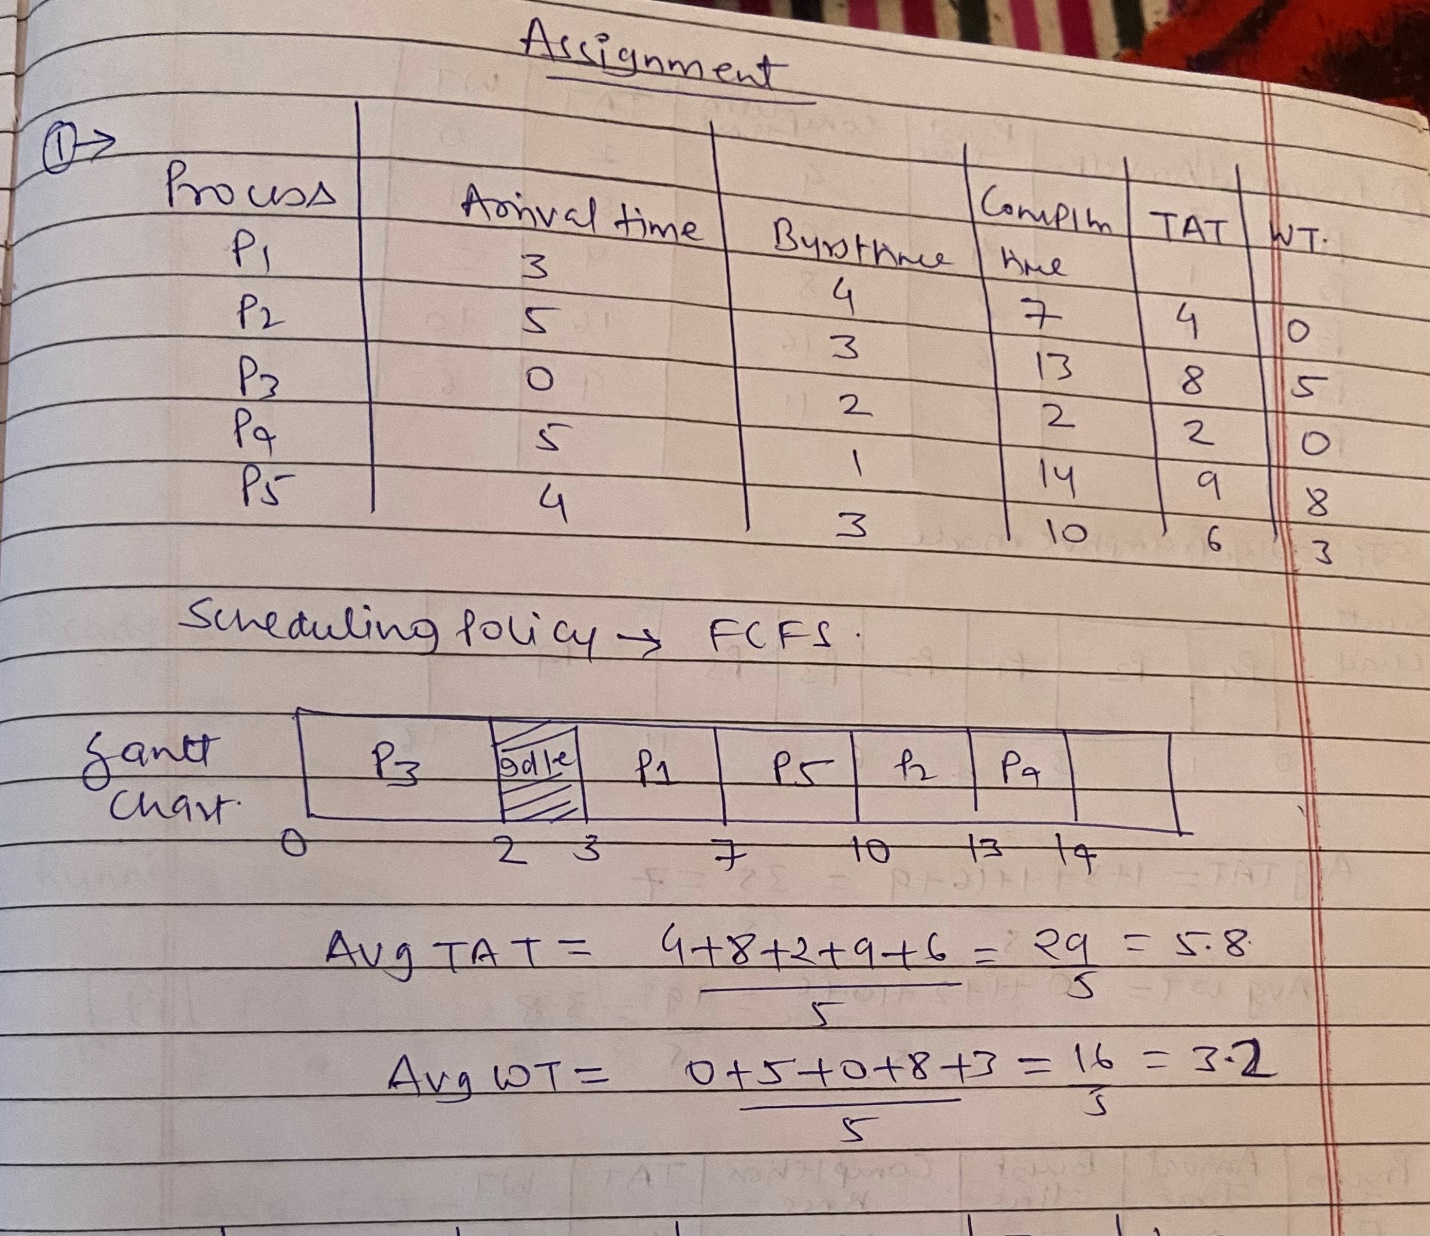 Assignment
①→
Process | Arrival time | Burst time | Complm time | TAT | WT.
P1 | 3 | 4 | 7 | 4 | 0
P2 | 5 | 3 | 13 | 8 | 5
P3 | 0 | 2 | 2 | 2 | 0
P4 | 5 | 1 | 14 | 9 | 8
P5 | 4 | 3 | 10 | 6 | 3
Scheduling Policy → FCFS.
Gantt Chart.
P3 | Idle | P1 | P5 | P2 | P4
0 2 3 7 10 13 14
Avg TAT = 4+8+2+9+6 / 5 = 29 / 5 = 5.8.
Avg WT = 0+5+0+8+3 / 5 = 16 / 5 = 3.2